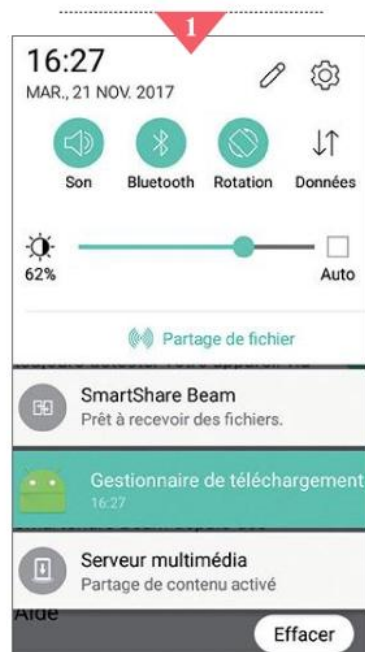 1
16:27
MAR., 21 NOV. 2017
Son Bluetooth Rotation Données
62% Auto
Partage de fichier
SmartShare Beam
Prêt à recevoir des fichiers.
Gestionnaire de téléchargement
16:27
Serveur multimédia
Partage de contenu activé
Aide
Effacer